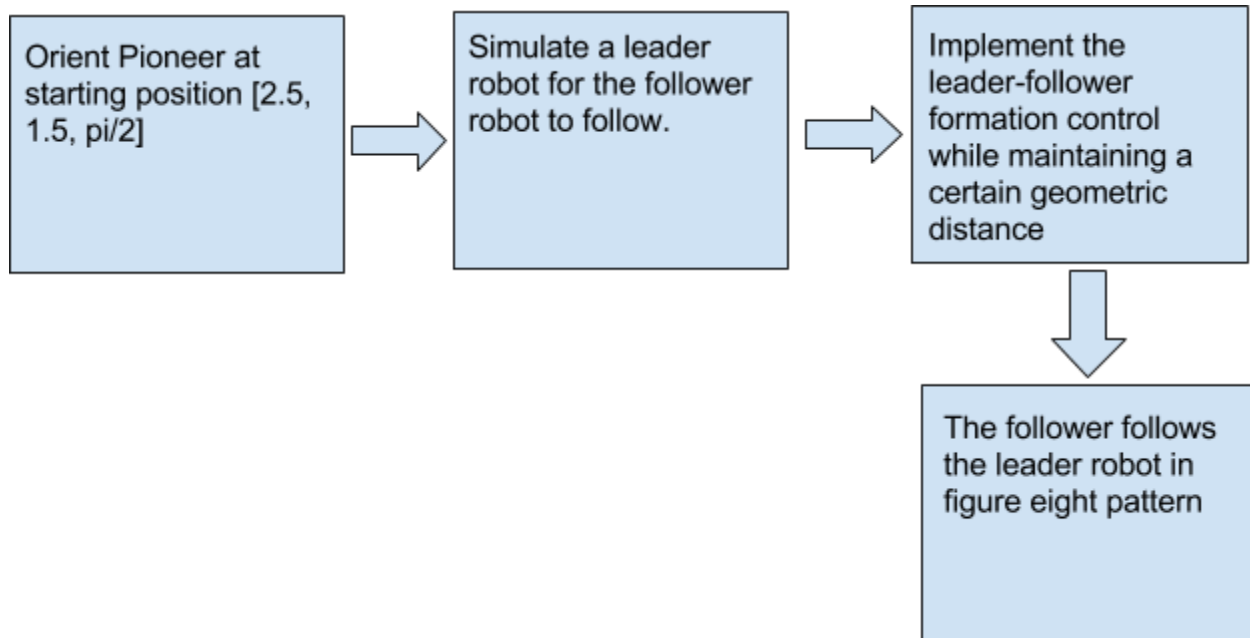 Orient Pioneer at
starting position [2.5,
1.5, pi/2]
Simulate a leader
robot for the follower
robot to follow.
Implement the
leader-follower
formation control
while maintaining a
certain geometric
distance
The follower follows
the leader robot in
figure eight pattern